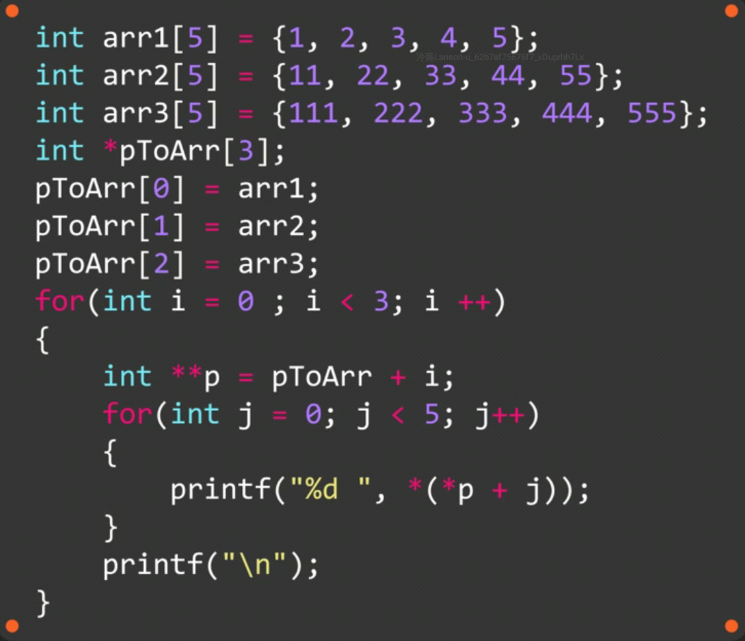 int arr1[5] = {1, 2, 3, 4, 5};
int arr2[5] = {11, 22, 33, 44, 55};
int arr3[5] = {111, 222, 333, 444, 555};
int *pToArr[3];
pToArr[0] = arr1;
pToArr[1] = arr2;
pToArr[2] = arr3;
for(int i = 0 ; i < 3; i ++)
{
    int **p = pToArr + i;
    for(int j = 0; j < 5; j++)
    {
        printf("%d ", *(*p + j));
    }
    printf("\n");
}